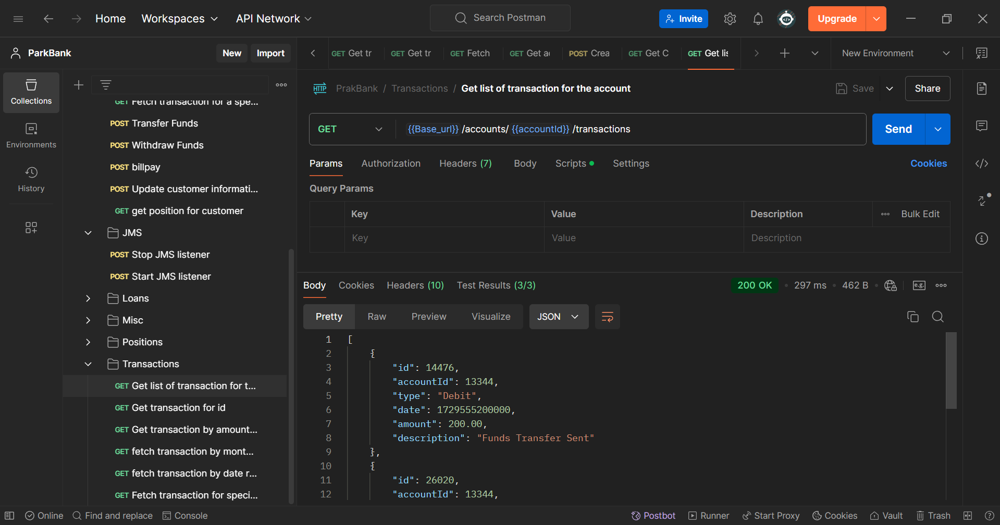 Home
Workspaces
API Network
Search Postman
Invite
Upgrade
ParkBank
New
Import
GET Get tr
GET Get tr
GET Fetch
GET Get ac
POST Crea
GET Get C
GET Get lis
New Environment
Collections
Environments
History
GET Fetch transaction for a spe...
POST Transfer Funds
POST Withdraw Funds
POST billpay
POST Update customer informati...
GET get position for customer
JMS
POST Stop JMS listener
POST Start JMS listener
Loans
Misc
Positions
Transactions
GET Get list of transaction for t...
GET Get transaction for id
GET Get transaction by amount...
GET fetch transaction by mont...
GET fetch transaction by date r...
GET Fetch transaction for speci...
HTTP
PrakBank / Transactions / Get list of transaction for the account
Save
Share
GET
{{Base_url}}/accounts/{{accountId}}/transactions
Send
Params
Authorization
Headers (7)
Body
Scripts
Settings
Cookies
Query Params
Key
Value
Description
Bulk Edit
Key
Value
Description
Body
Cookies
Headers (10)
Test Results (3/3)
200 OK
297 ms
462 B
e.g.
Pretty
Raw
Preview
Visualize
JSON
1 [
2 {
3 "id": 14476,
4 "accountId": 13344,
5 "type": "Debit",
6 "date": 1729555200000,
7 "amount": 200.00,
8 "description": "Funds Transfer Sent"
9 },
10 {
11 "id": 26020,
12 "accountId": 13344,
Online
Find and replace
Console
Postbot
Runner
Start Proxy
Cookies
Vault
Trash